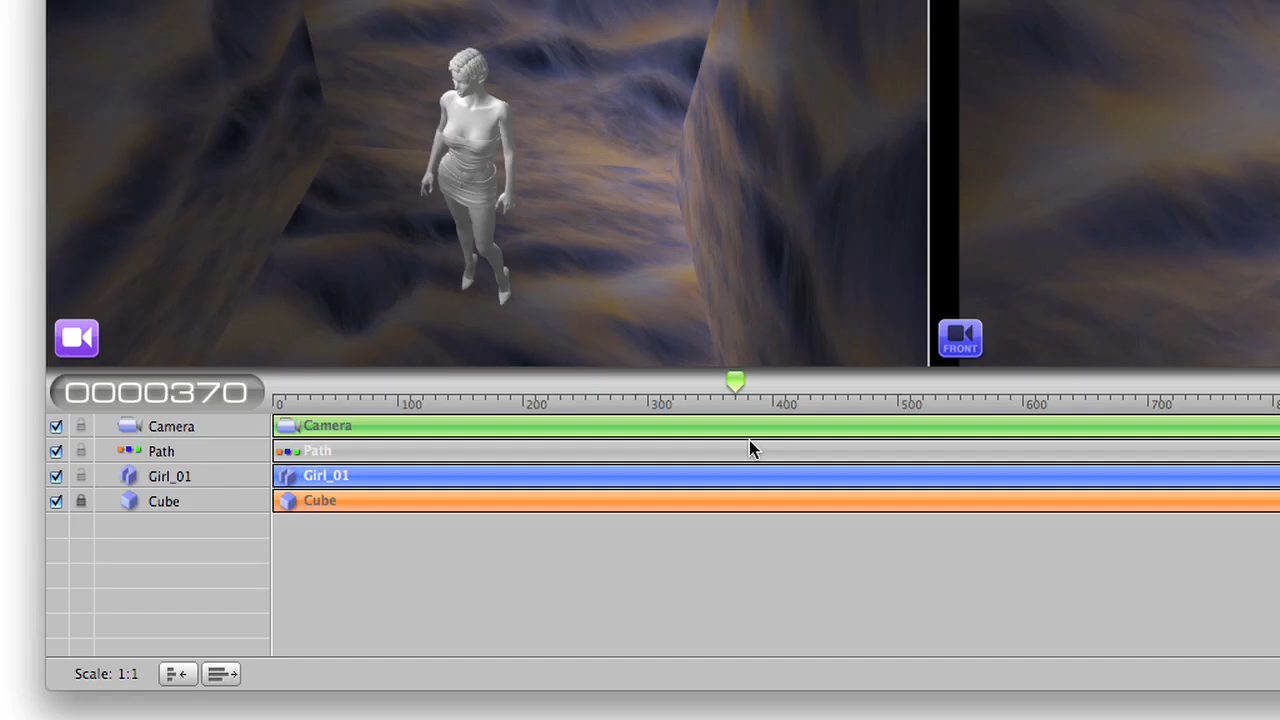 FRONT
0000370
0 100 200 300 400 500 600 700
Camera Camera
Path Path
Girl_01 Girl_01
Cube Cube
Scale: 1:1